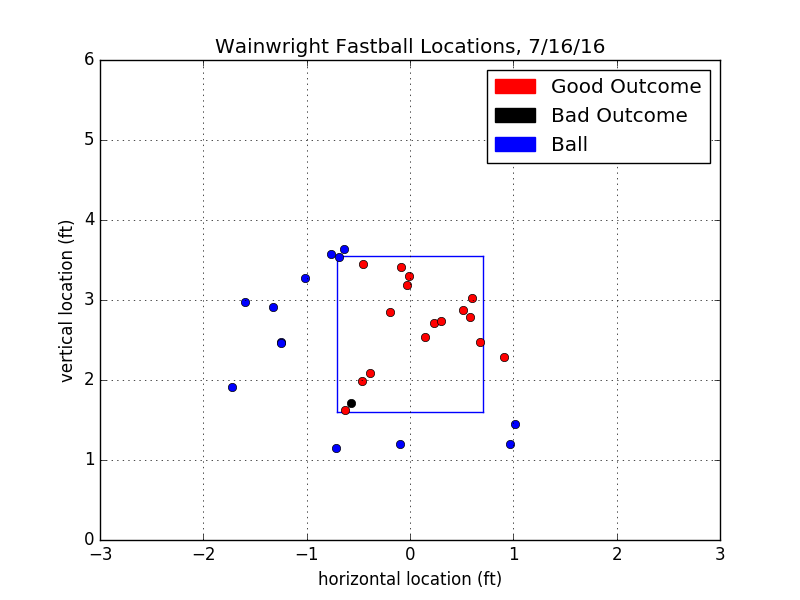 Wainwright Fastball Locations, 7/16/16
6
5
4
3
2
1
0
vertical location (ft)
Good Outcome
Bad Outcome
Ball
−3
−2
−1
0
1
2
3
horizontal location (ft)